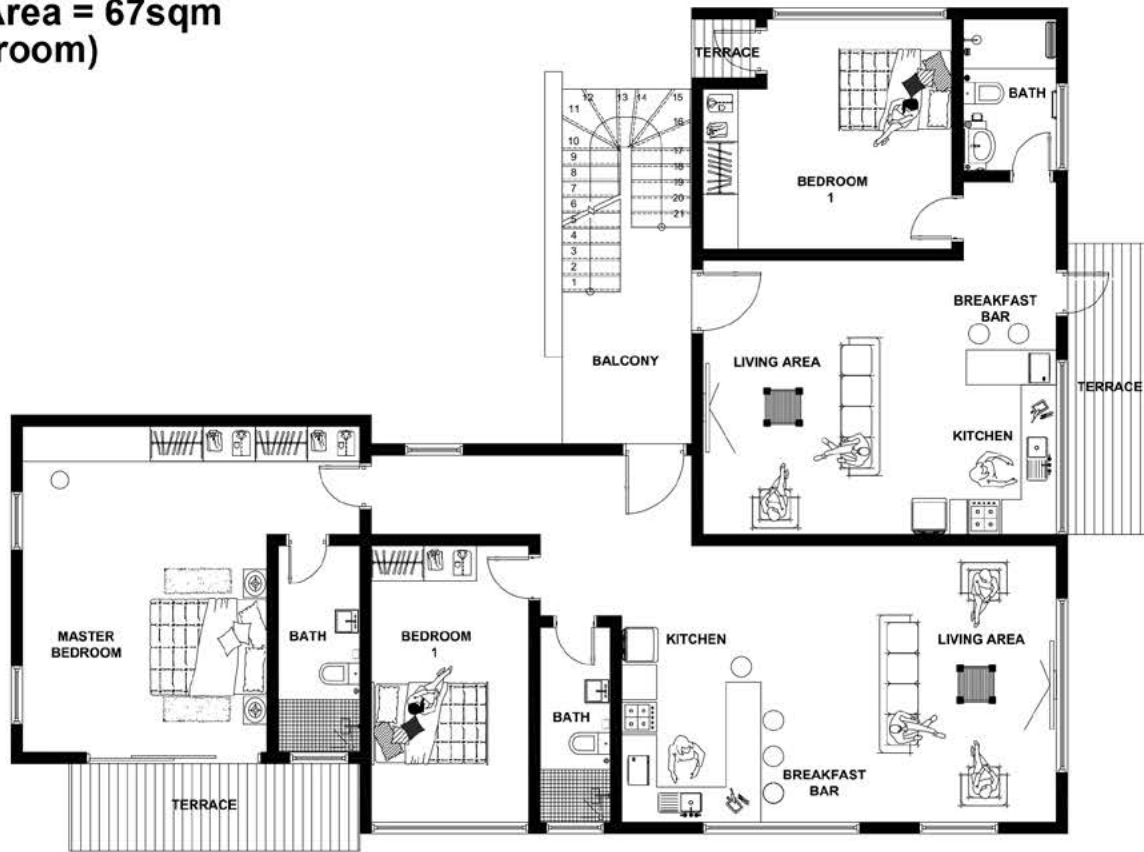 Area = 67sqm
room)
TERRACE
BATH
BEDROOM
1
12 13 14 15
11
16
10
17
9
18
8
19
7
20
6
21
5
4
3
2
1
BREAKFAST
BAR
BALCONY
LIVING AREA
TERRACE
KITCHEN
MASTER
BEDROOM
BATH
BEDROOM
1
KITCHEN
LIVING AREA
BATH
BREAKFAST
BAR
TERRACE